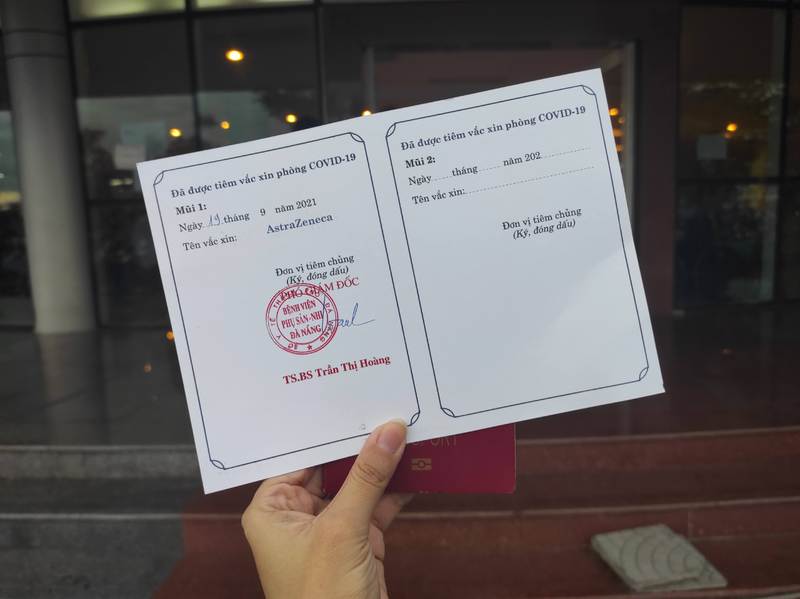 Đã được tiêm vắc xin phòng COVID-19
Mũi 1:
Ngày 19 tháng 9 năm 2021
Tên vắc xin: AstraZeneca
Đơn vị tiêm chủng
(Ký, đóng dấu)
PHÓ GIÁM ĐỐC
BỆNH VIỆN
PHỤ SẢN-NHI
ĐÀ NẴNG
TS.BS Trần Thị Hoàng
Đã được tiêm vắc xin phòng COVID-19
Mũi 2:
Ngày tháng năm 202
Tên vắc xin:
Đơn vị tiêm chủng
(Ký, đóng dấu)